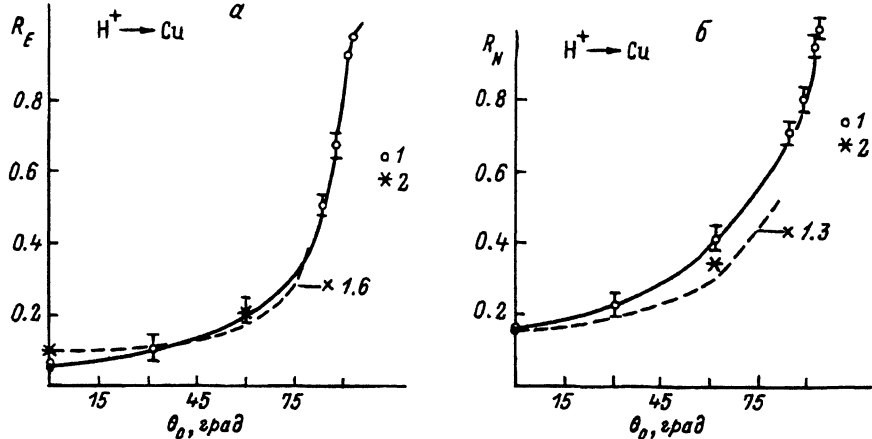 R_E
H⁺ → Cu
а
0.8
0.6
0.4
0.2
○ 1
* 2
× 1.6
15 45 75
θ₀, град
R_N
H⁺ → Cu
б
0.8
0.6
0.4
0.2
○ 1
* 2
× 1.3
15 45 75
θ₀, град